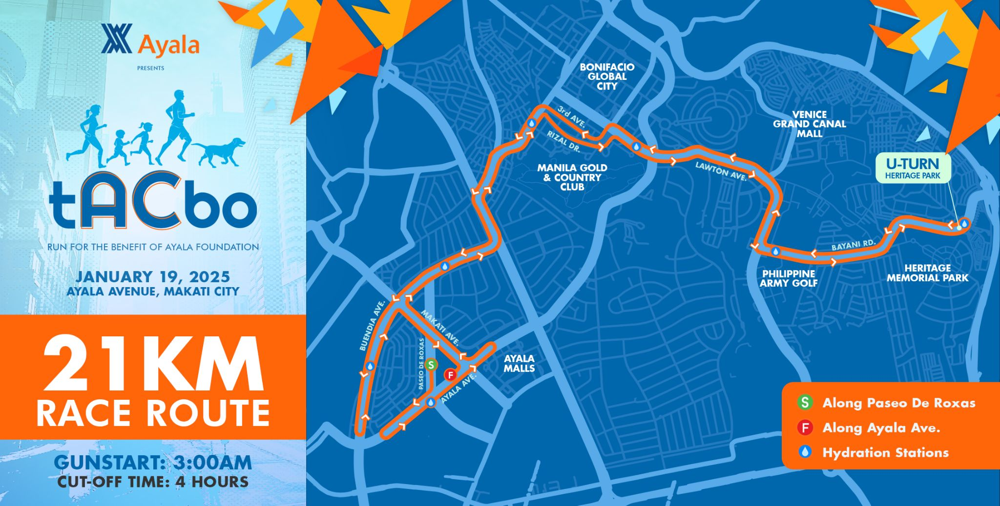 Ayala
PRESENTS
tACbo
RUN FOR THE BENEFIT OF AYALA FOUNDATION
JANUARY 19, 2025
AYALA AVENUE, MAKATI CITY
21KM
RACE ROUTE
GUNSTART: 3:00AM
CUT-OFF TIME: 4 HOURS
BONIFACIO
GLOBAL
CITY
3rd AVE.
RIZAL DR.
MANILA GOLD
& COUNTRY
CLUB
LAWTON AVE.
VENICE
GRAND CANAL
MALL
U-TURN
HERITAGE PARK
BAYANI RD.
PHILIPPINE
ARMY GOLF
HERITAGE
MEMORIAL PARK
BUENDIA AVE.
MAKATI AVE.
PASEO DE ROXAS
S
F
AYALA AVE.
AYALA
MALLS
S Along Paseo De Roxas
F Along Ayala Ave.
Hydration Stations